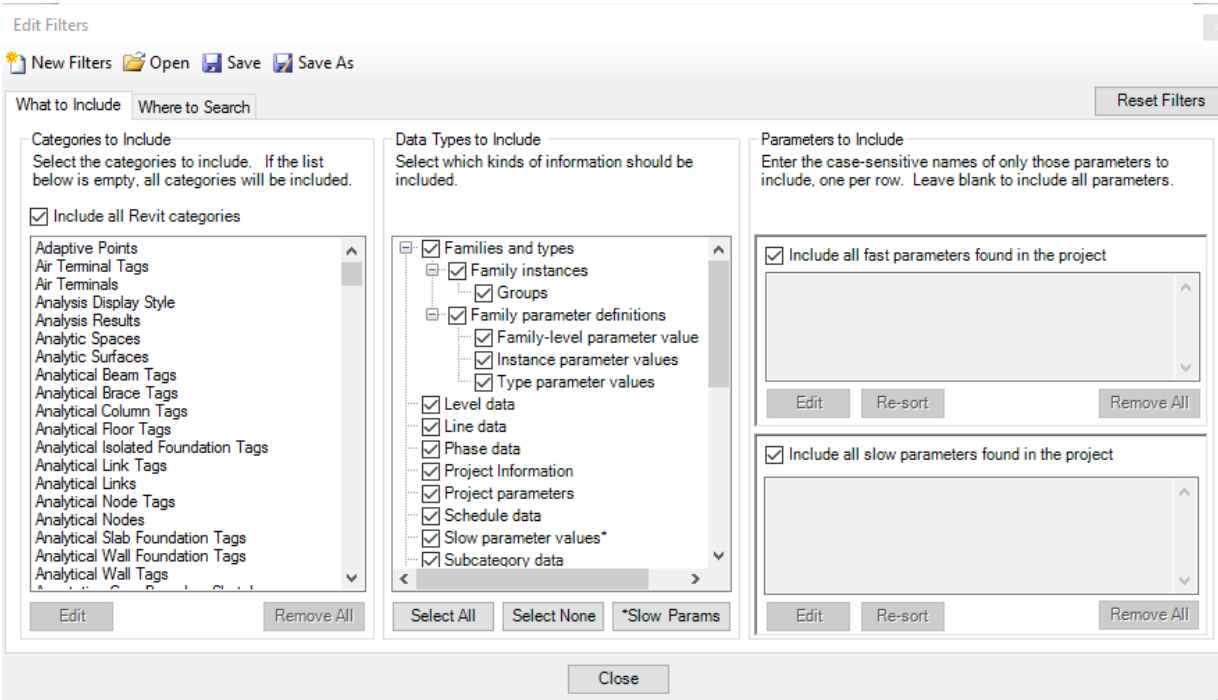 Edit Filters
New Filters Open Save Save As
What to Include Where to Search
Reset Filters
Categories to Include
Select the categories to include. If the list
below is empty, all categories will be included.
Include all Revit categories
Adaptive Points
Air Terminal Tags
Air Terminals
Analysis Display Style
Analysis Results
Analytic Spaces
Analytic Surfaces
Analytical Beam Tags
Analytical Brace Tags
Analytical Column Tags
Analytical Floor Tags
Analytical Isolated Foundation Tags
Analytical Link Tags
Analytical Links
Analytical Node Tags
Analytical Nodes
Analytical Slab Foundation Tags
Analytical Wall Foundation Tags
Analytical Wall Tags
Edit Remove All
Data Types to Include
Select which kinds of information should be
included.
Families and types
Family instances
Groups
Family parameter definitions
Family-level parameter value
Instance parameter values
Type parameter values
Level data
Line data
Phase data
Project Information
Project parameters
Schedule data
Slow parameter values*
Subcategory data
Select All Select None *Slow Params
Parameters to Include
Enter the case-sensitive names of only those parameters to
include, one per row. Leave blank to include all parameters.
Include all fast parameters found in the project
Edit Re-sort Remove All
Include all slow parameters found in the project
Edit Re-sort Remove All
Close